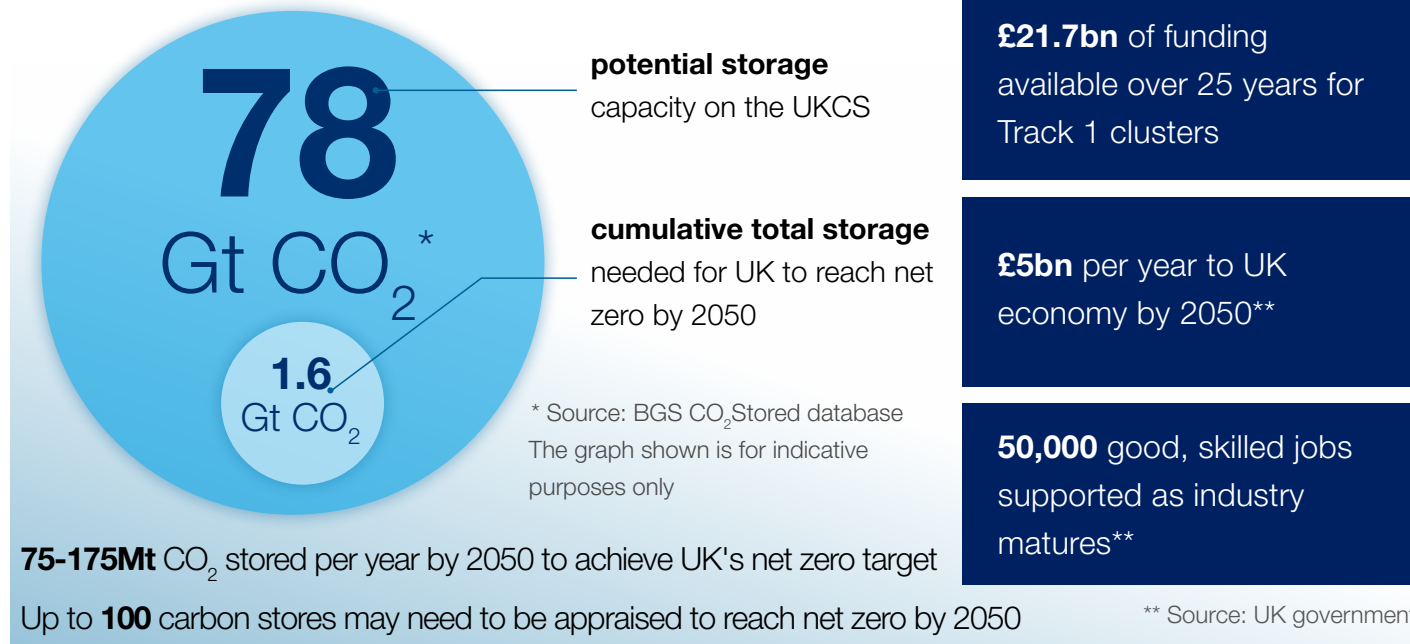 78
Gt CO₂*
potential storage
capacity on the UKCS
cumulative total storage
needed for UK to reach net
zero by 2050
1.6
Gt CO₂
* Source: BGS CO₂Stored database
The graph shown is for indicative
purposes only
75-175Mt CO₂ stored per year by 2050 to achieve UK's net zero target
Up to 100 carbon stores may need to be appraised to reach net zero by 2050
£21.7bn of funding
available over 25 years for
Track 1 clusters
£5bn per year to UK
economy by 2050**
50,000 good, skilled jobs
supported as industry
matures**
** Source: UK government